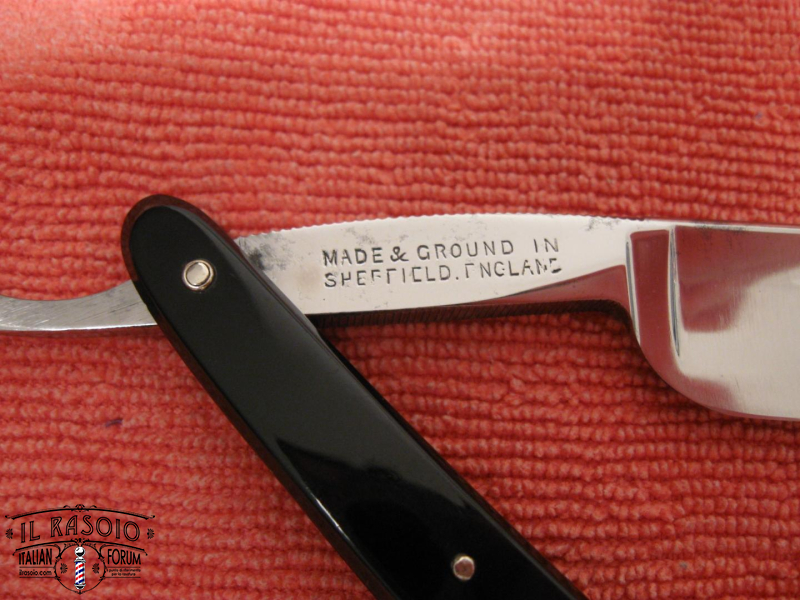 MADE & GROUND IN
SHEFFIELD. ENGLAND
IL RASOIO
ITALIAN FORUM
ilrasoio.com